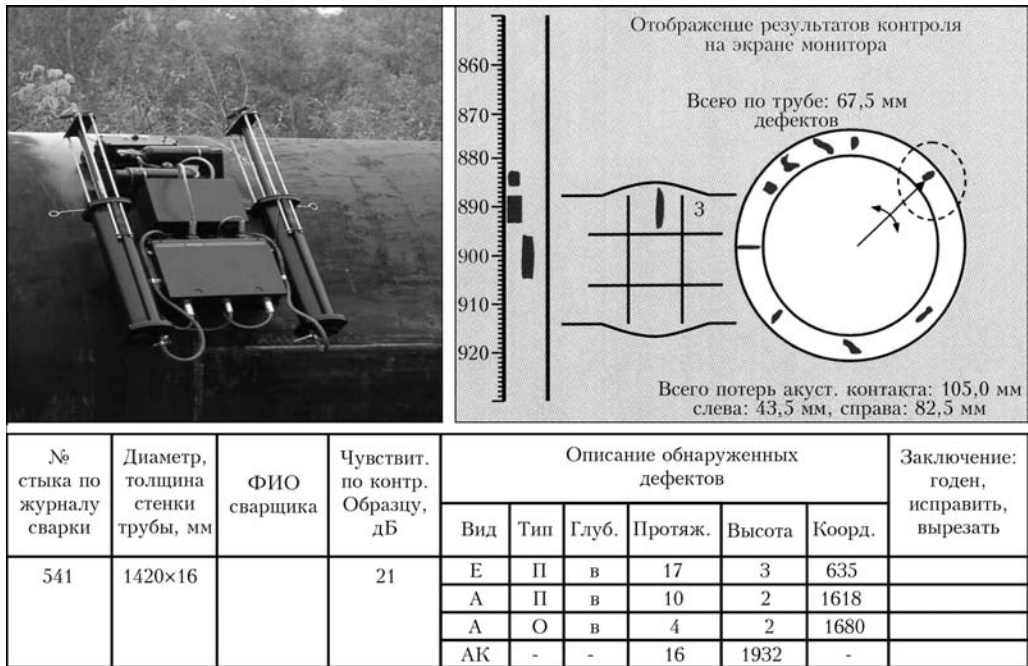 Отображение результатов контроля
на экране монитора
Всего по трубе: 67,5 мм
дефектов
860
870
880
890
900
910
920
3
Всего потерь акуст. контакта: 105,0 мм
слева: 43,5 мм, справа: 82,5 мм
№
стыка по
журналу
сварки
Диаметр,
толщина
стенки
трубы, мм
ФИО
сварщика
Чувствит.
по контр.
Образцу,
дБ
Описание обнаруженных
дефектов
Заключение:
годен,
исправить,
вырезать
Вид Тип Глуб. Протяж. Высота Коорд.
541 1420×16 21 Е П в 17 3 635
А П в 10 2 1618
А О в 4 2 1680
АК - - 16 1932 -